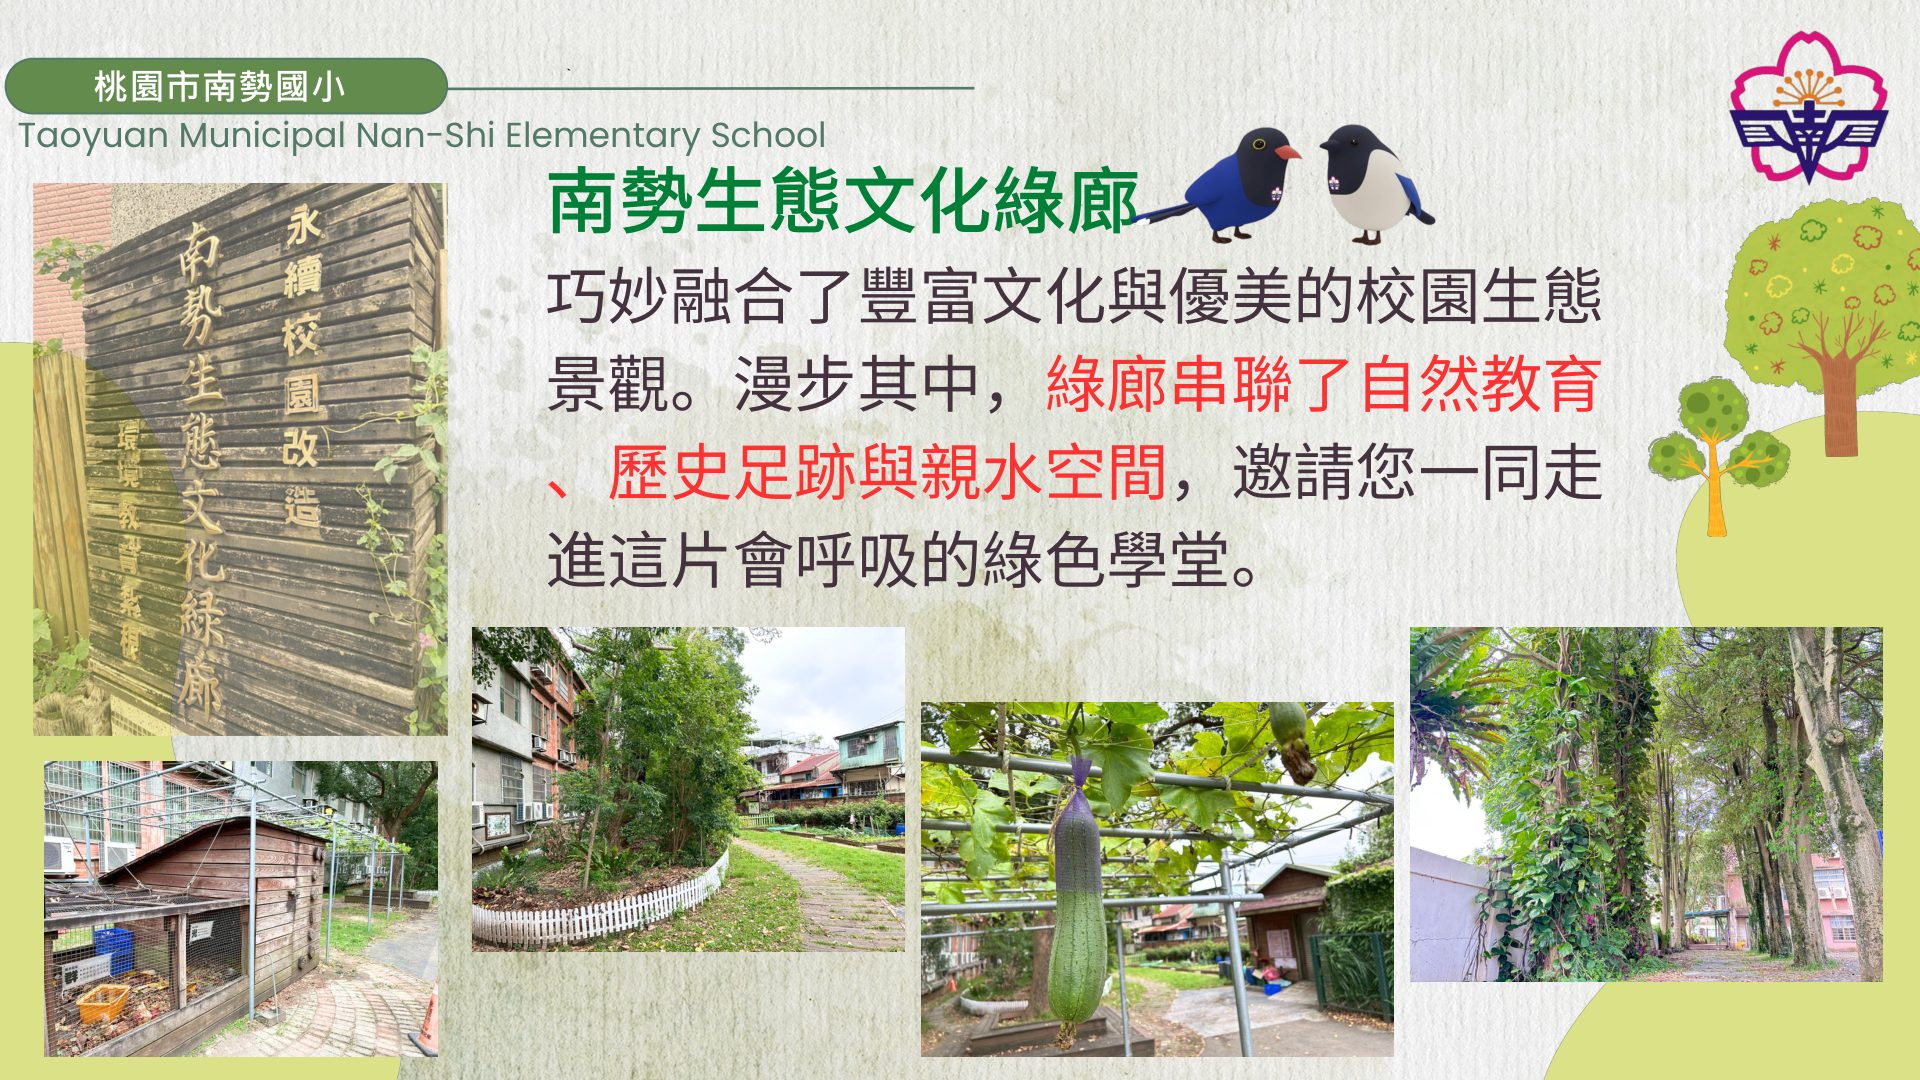 桃園市南勢國小
Taoyuan Municipal Nan-Shi Elementary School
南勢生態文化綠廊
巧妙融合了豐富文化與優美的校園生態
景觀。漫步其中，綠廊串聯了自然教育
、歷史足跡與親水空間，邀請您一同走
進這片會呼吸的綠色學堂。
永續校園改造
南勢生態文化綠廊
環境教育